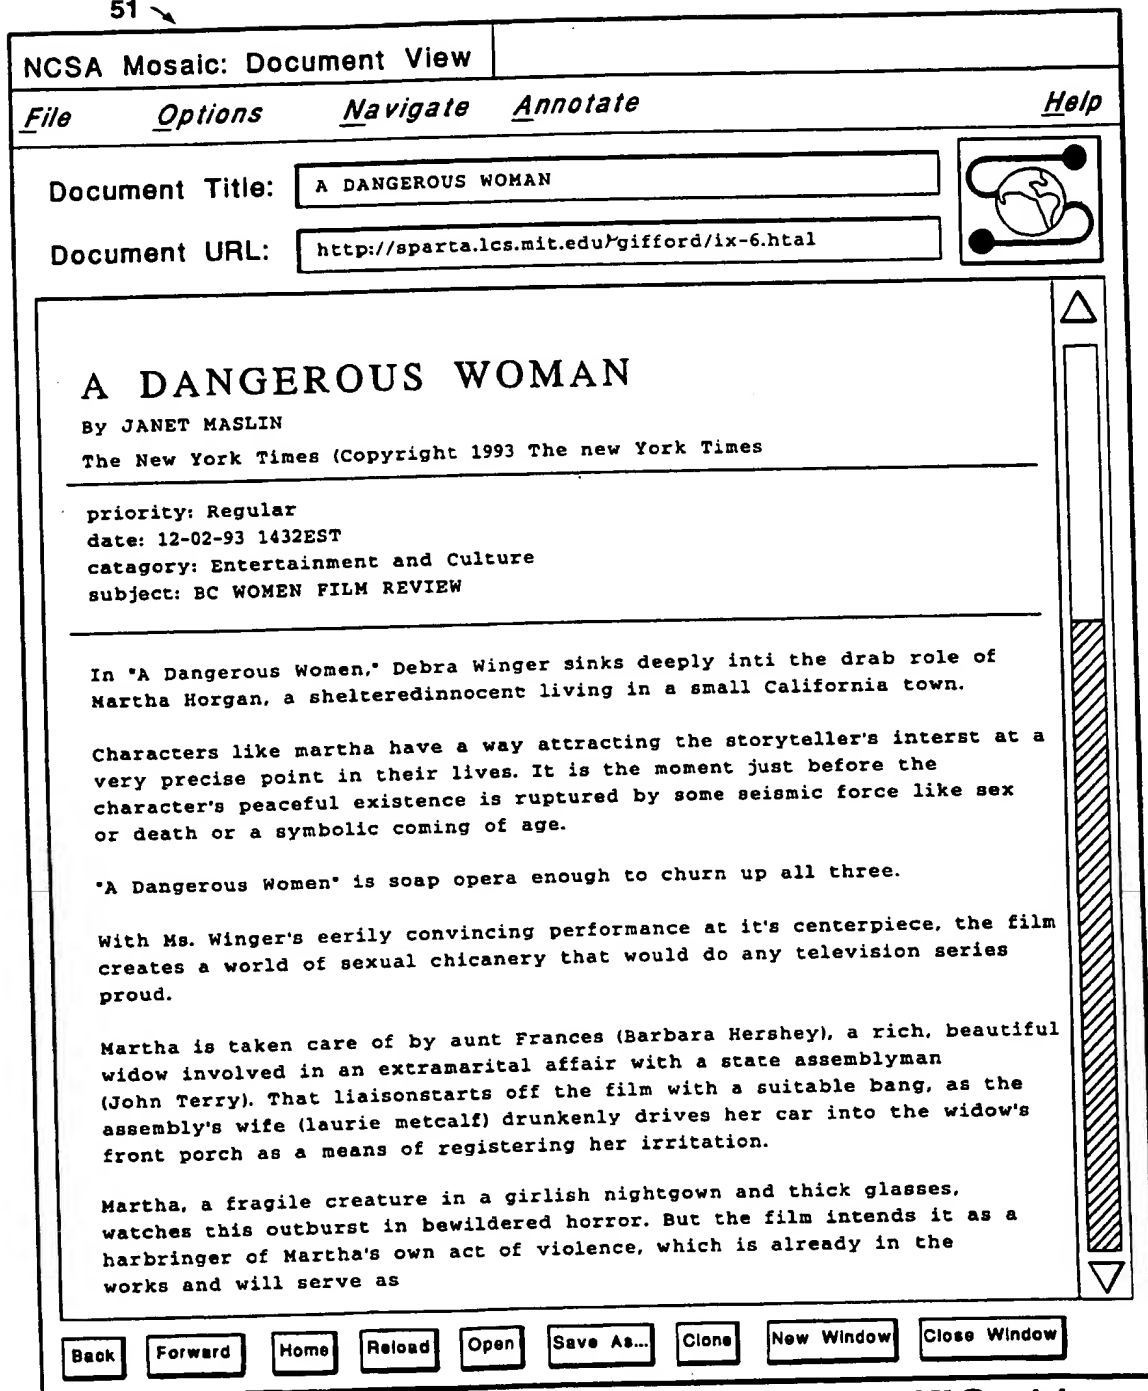 51
NCSA Mosaic: Document View
File Options Navigate Annotate Help
Document Title: A DANGEROUS WOMAN
Document URL: http://sparta.lcs.mit.edu/~gifford/ix-6.htal
A DANGEROUS WOMAN
By JANET MASLIN
The New York Times (Copyright 1993 The new York Times
priority: Regular
date: 12-02-93 1432EST
catagory: Entertainment and Culture
subject: BC WOMEN FILM REVIEW
In "A Dangerous Women," Debra Winger sinks deeply inti the drab role of
Martha Horgan, a shelteredinnocent living in a small California town.
Characters like martha have a way attracting the storyteller's interst at a
very precise point in their lives. It is the moment just before the
character's peaceful existence is ruptured by some seismic force like sex
or death or a symbolic coming of age.
"A Dangerous Women" is soap opera enough to churn up all three.
With Ms. Winger's eerily convincing performance at it's centerpiece, the film
creates a world of sexual chicanery that would do any television series
proud.
Martha is taken care of by aunt Frances (Barbara Hershey), a rich, beautiful
widow involved in an extramarital affair with a state assemblyman
(John Terry). That liaisonstarts off the film with a suitable bang, as the
assembly's wife (laurie metcalf) drunkenly drives her car into the widow's
front porch as a means of registering her irritation.
Martha, a fragile creature in a girlish nightgown and thick glasses,
watches this outburst in bewildered horror. But the film intends it as a
harbringer of Martha's own act of violence, which is already in the
works and will serve as
Back Forward Home Reload Open Save As... Clone New Window Close Window